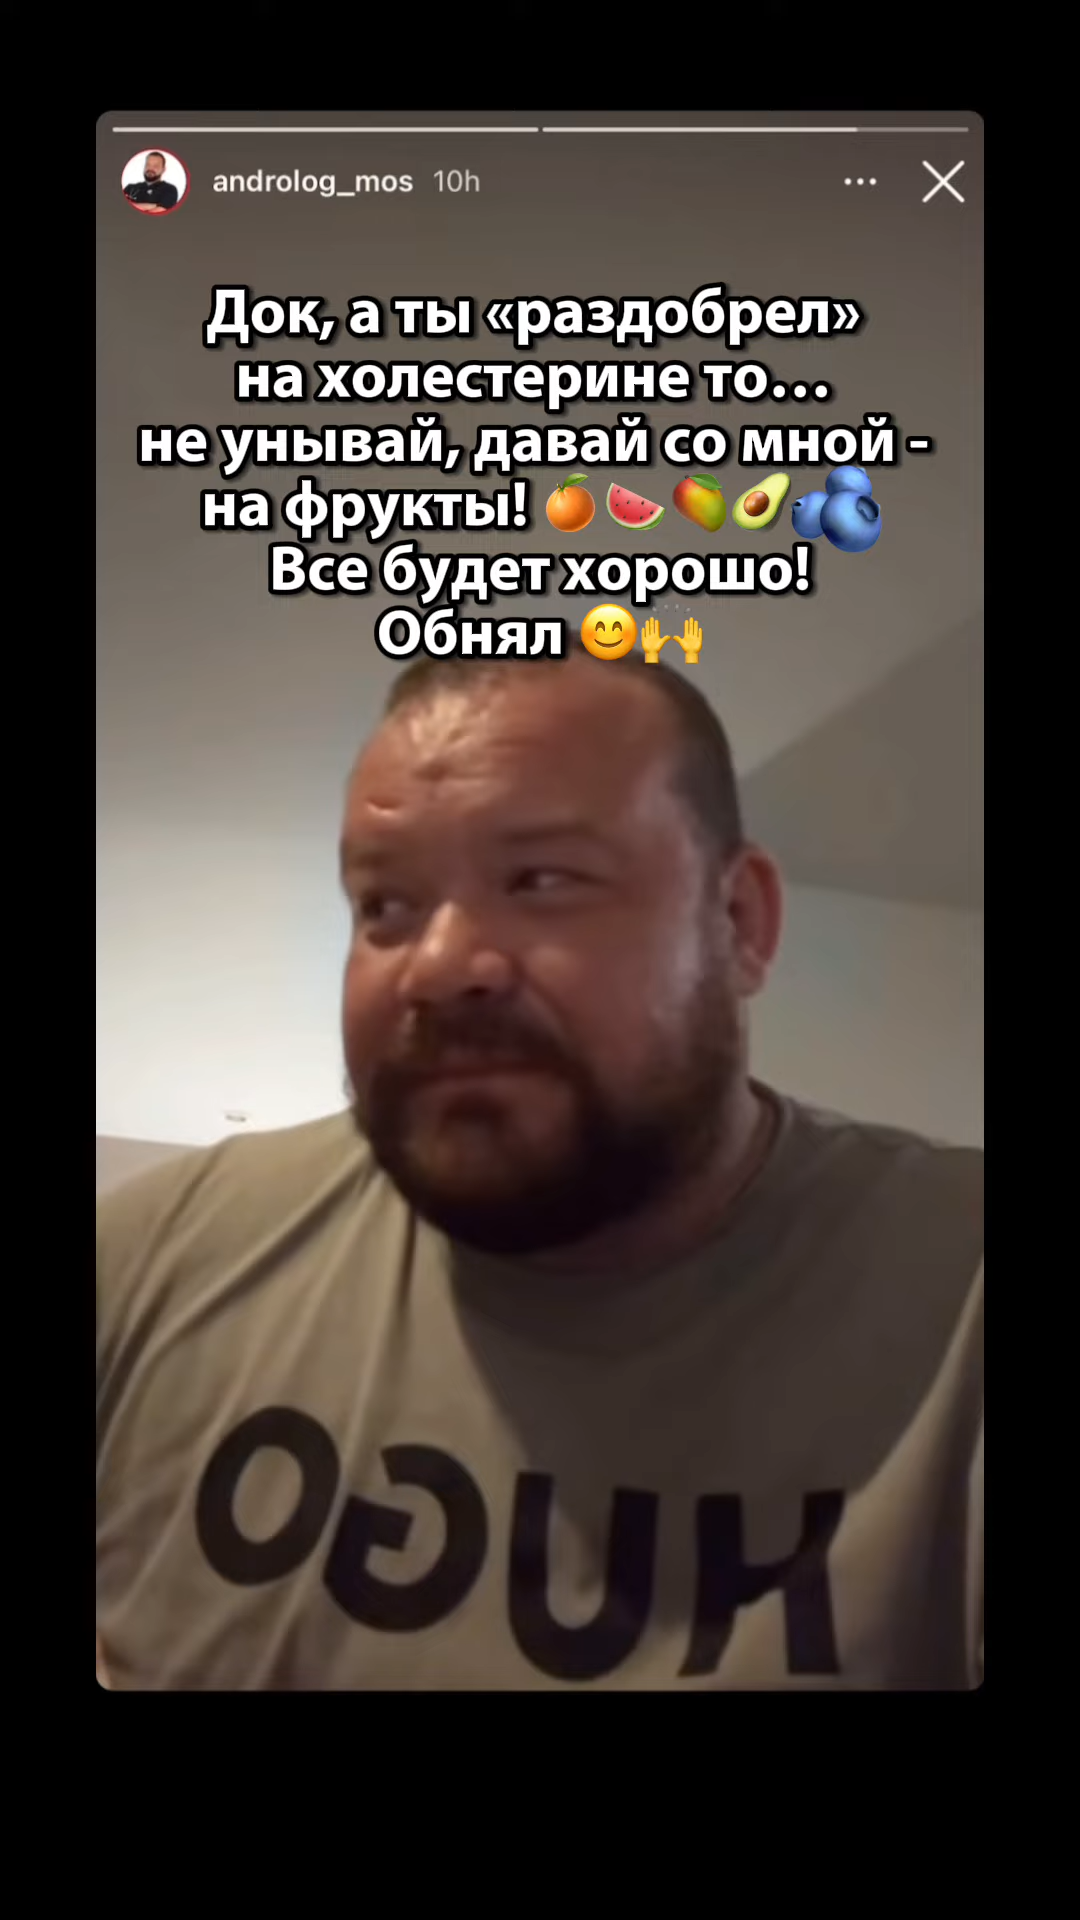 androlog_mos 10h
Док, а ты «раздобрел»
на холестерине то...
не унывай, давай со мной -
на фрукты! 🍊🍉🥭🥑🫐
Все будет хорошо!
Обнял 😊🙌
HUGO